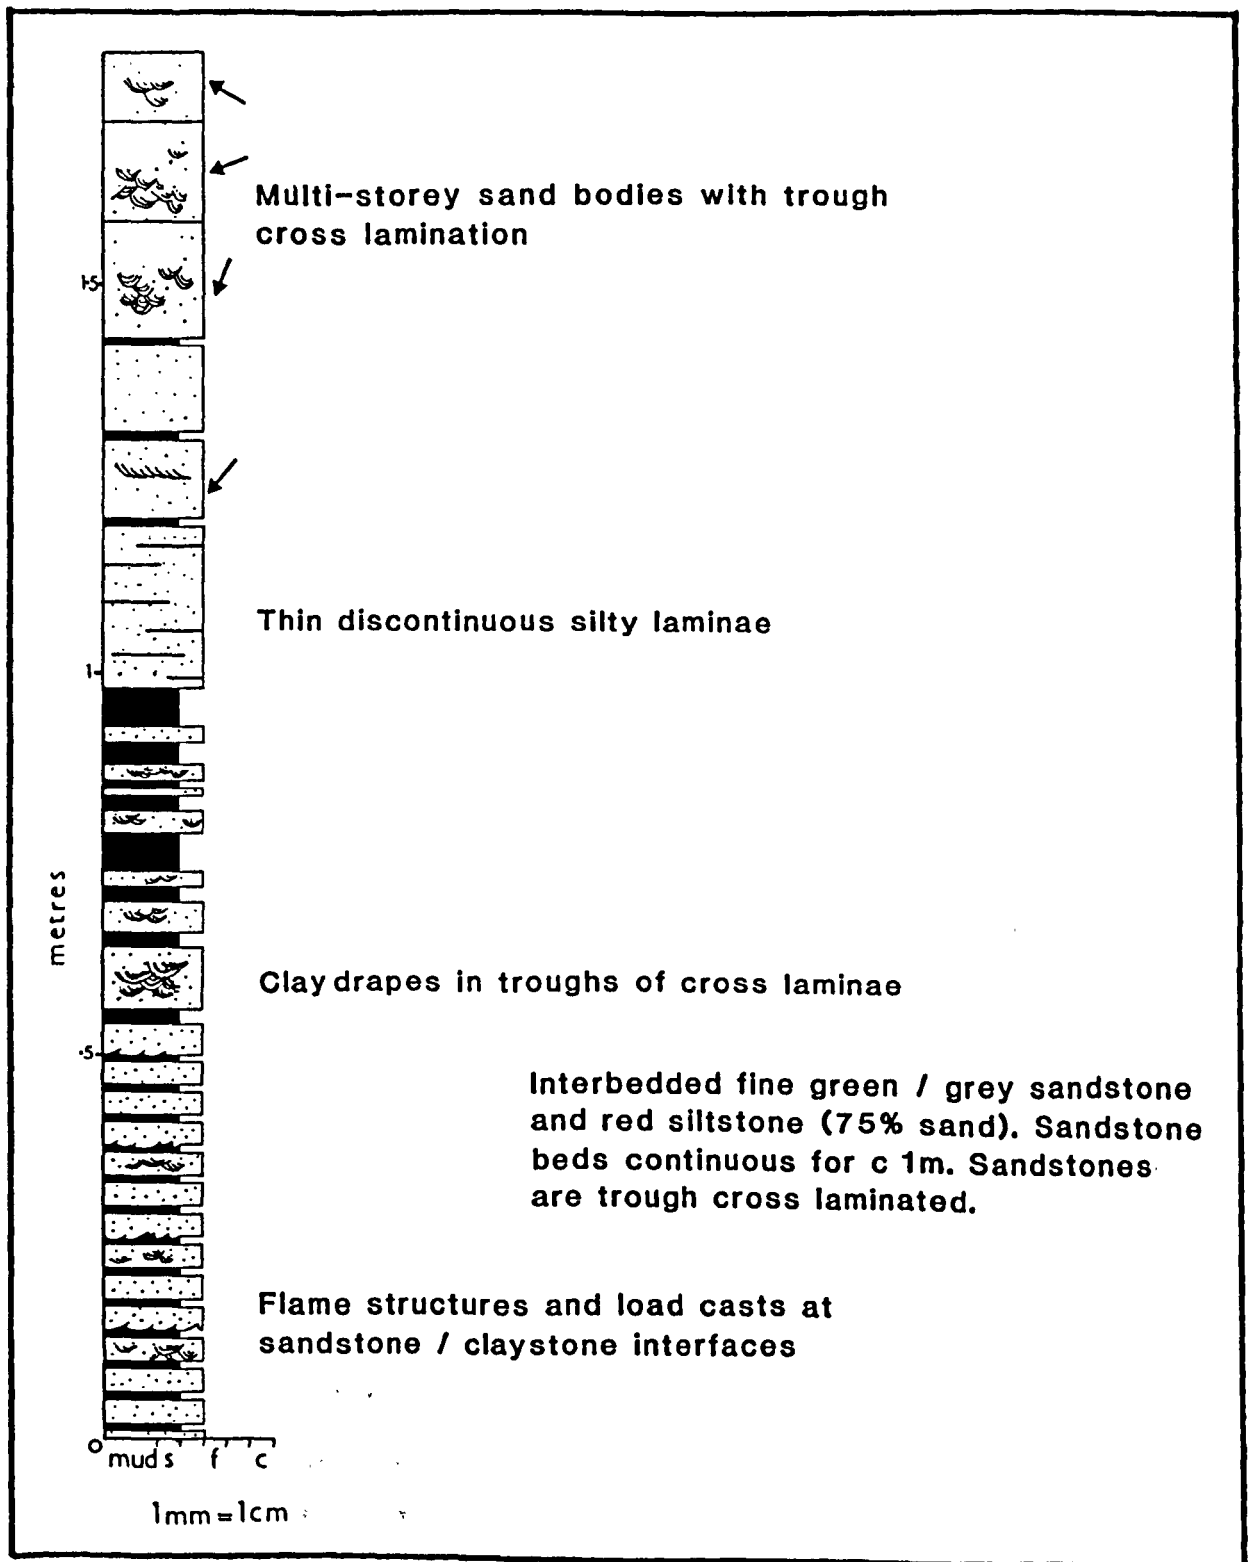 Multi-storey sand bodies with trough
cross lamination
1·5
Thin discontinuous silty laminae
1
metres
Clay drapes in troughs of cross laminae
·5
Interbedded fine green / grey sandstone
and red siltstone (75% sand). Sandstone
beds continuous for c 1m. Sandstones
are trough cross laminated.
Flame structures and load casts at
sandstone / claystone interfaces
0
mud s f c
1mm = 1cm